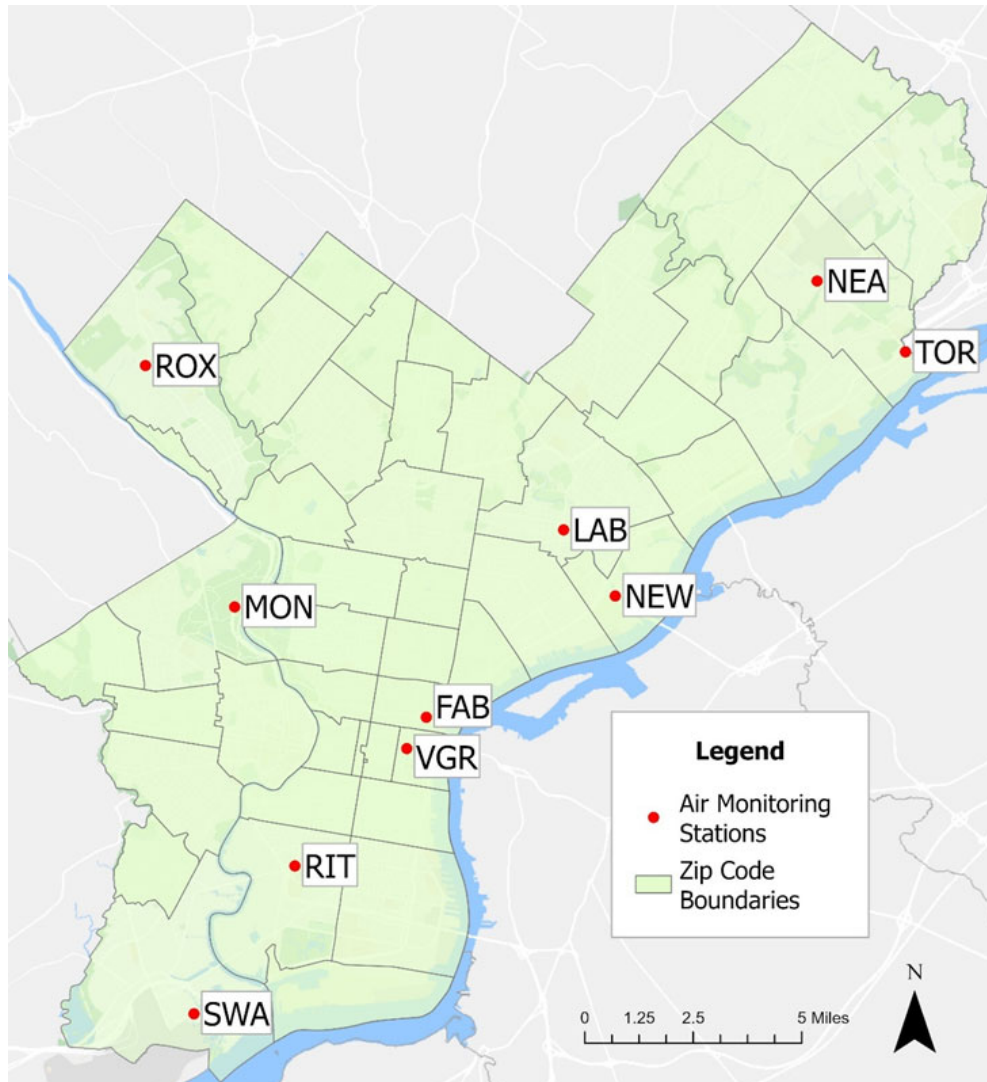 NEA
TOR
ROX
LAB
NEW
MON
FAB
VGR
RIT
SWA
Legend
Air Monitoring
Stations
Zip Code
Boundaries
N
0 1.25 2.5 5 Miles